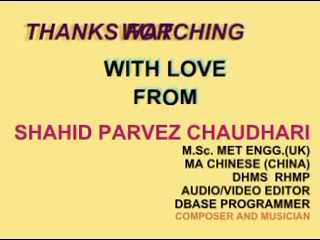 THANKS FOR WATCHING
WITH LOVE
FROM
SHAHID PARVEZ CHAUDHARI
M.Sc. MET ENGG.(UK)
MA CHINESE (CHINA)
DHMS RHMP
AUDIO/VIDEO EDITOR
DBASE PROGRAMMER
COMPOSER AND MUSICIAN